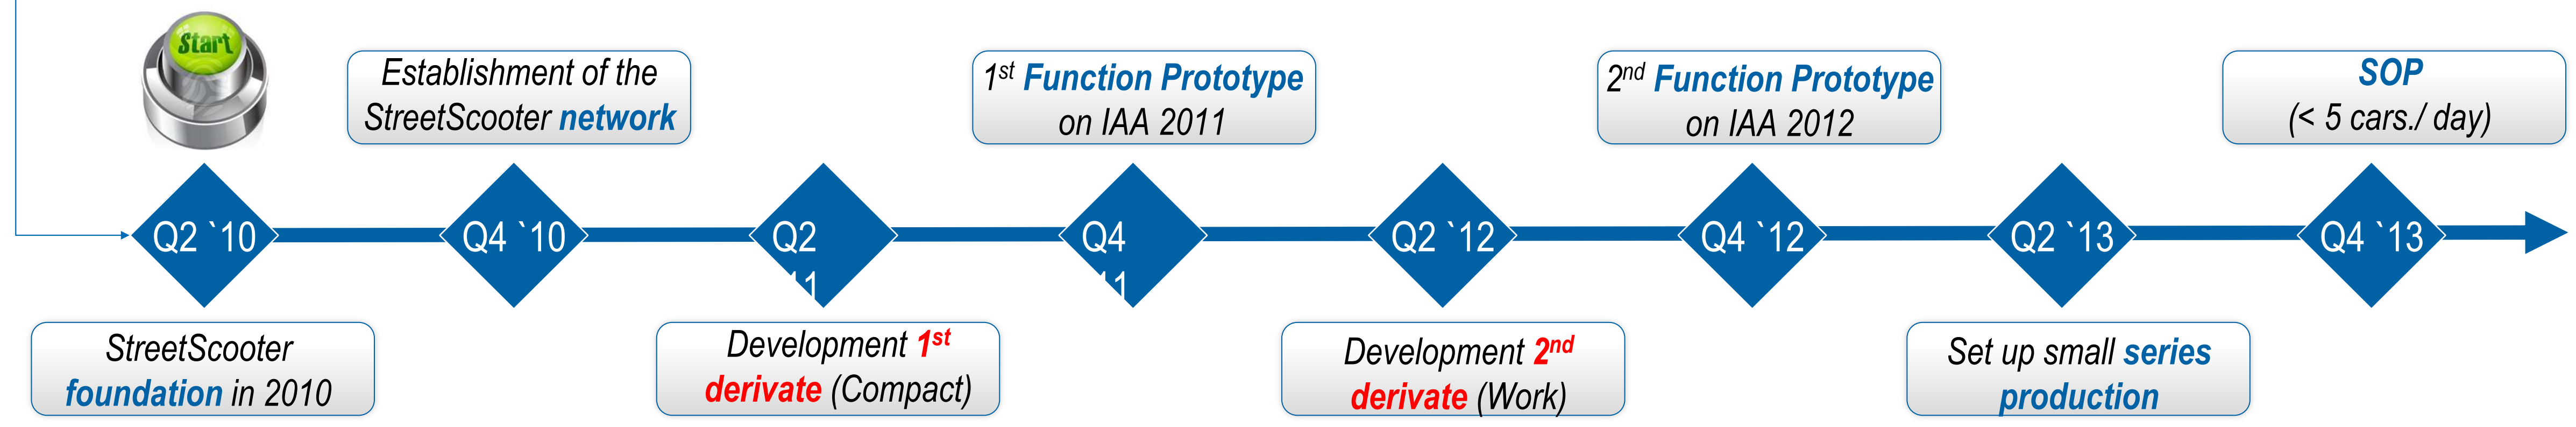 Start
Establishment of the
StreetScooter network
1st Function Prototype
on IAA 2011
2nd Function Prototype
on IAA 2012
SOP
(< 5 cars./ day)
Q2 `10
Q4 `10
Q2
11
Q4
11
Q2 `12
Q4 `12
Q2 `13
Q4 `13
StreetScooter
foundation in 2010
Development 1st
derivate (Compact)
Development 2nd
derivate (Work)
Set up small series
production